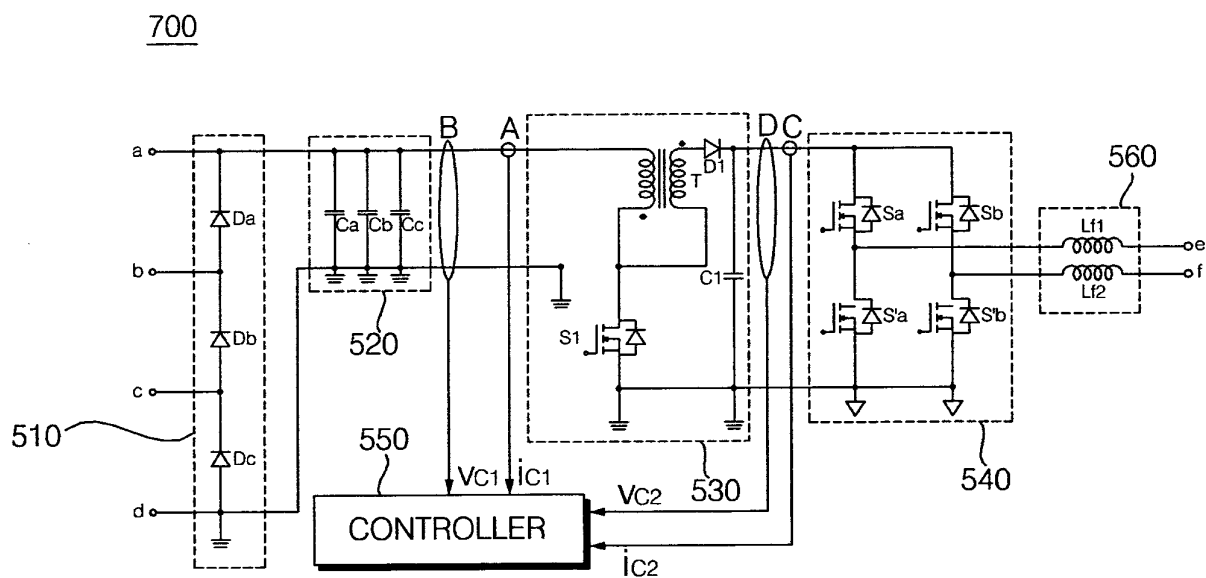 700
B
A
D
C
a
b
c
d
Da
Db
Dc
Ca
Cb
Cc
T
D1
C1
S1
Sa
Sb
S'a
S'b
560
Lf1
Lf2
e
f
510
520
530
540
550
VC1
iC1
VC2
iC2
CONTROLLER